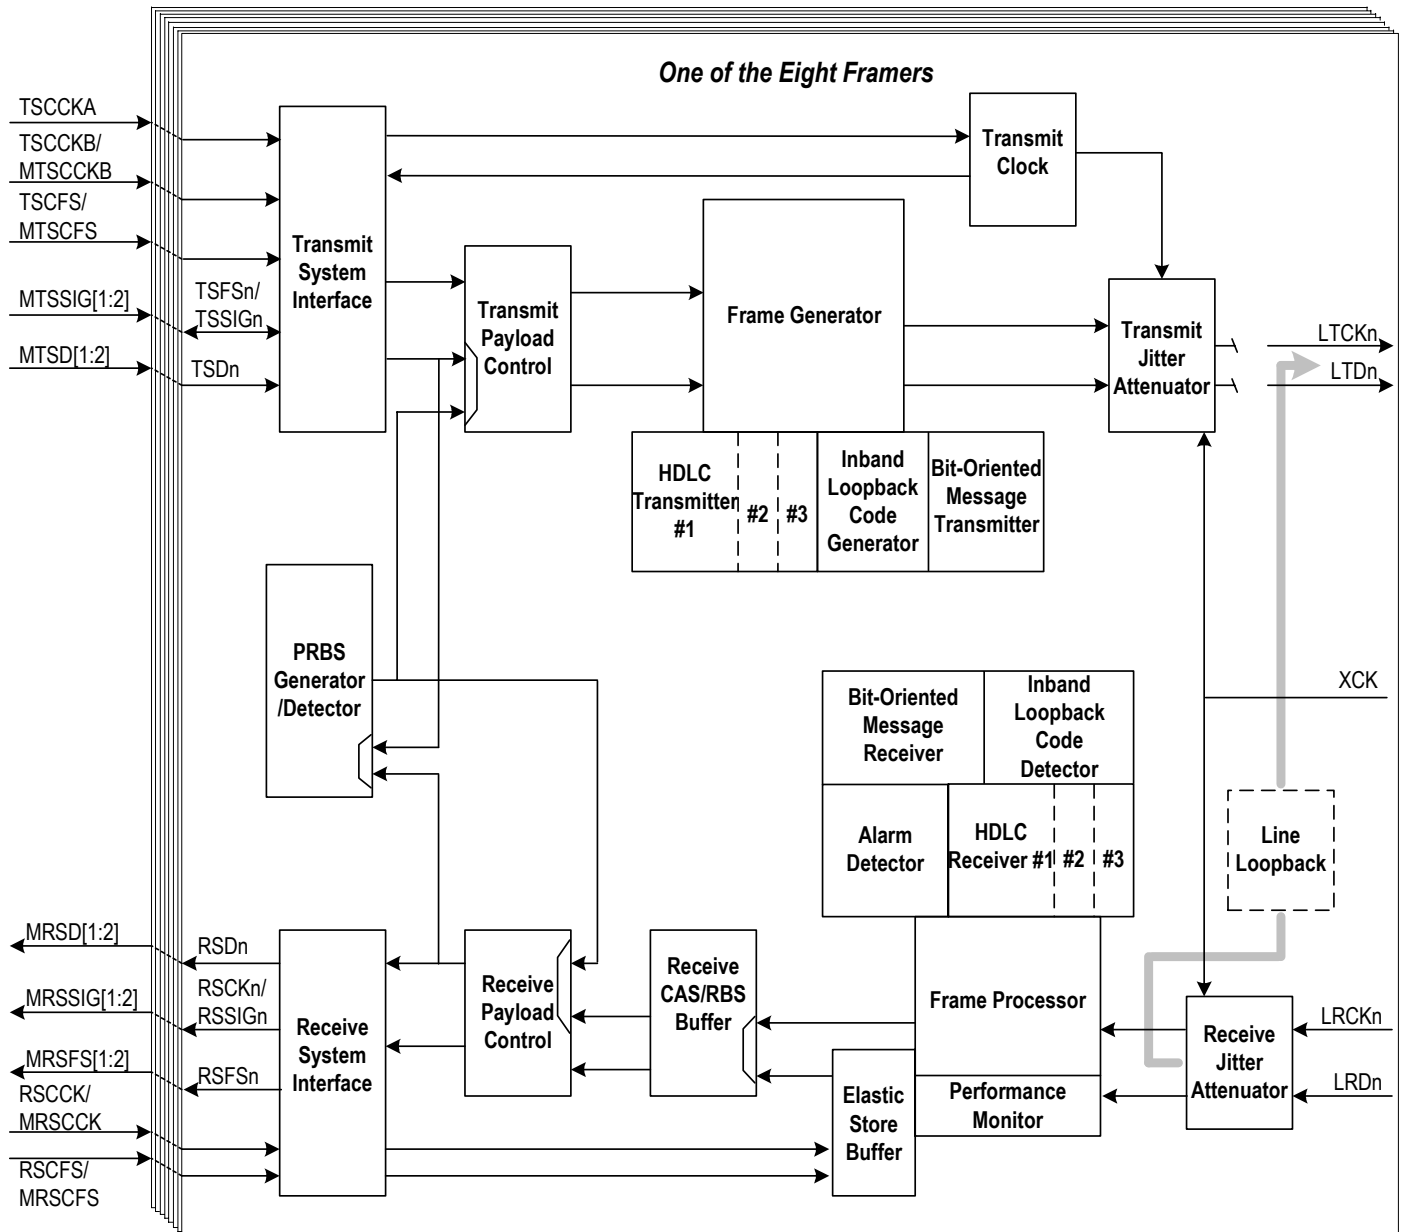 One of the Eight Framers
TSCCKA
TSCCKB/
MTSCCKB
TSCFS/
MTSCFS
MTSSIG[1:2]
MTSD[1:2]
TSFSn/
TSSIGn
TSDn
Transmit
System
Interface
Transmit
Payload
Control
Frame Generator
Transmit
Clock
Transmit
Jitter
Attenuator
LTCKn
LTDn
HDLC
Transmitter
#1
#2
#3
Inband
Loopback
Code
Generator
Bit-Oriented
Message
Transmitter
PRBS
Generator
/Detector
XCK
Bit-Oriented
Message
Receiver
Inband
Loopback
Code
Detector
Alarm
Detector
HDLC
Receiver #1
#2
#3
Line
Loopback
MRSD[1:2]
MRSSIG[1:2]
MRSFS[1:2]
RSCCK/
MRSCCK
RSCFS/
MRSCFS
RSDn
RSCKn/
RSSIGn
RSFSn
Receive
System
Interface
Receive
Payload
Control
Receive
CAS/RBS
Buffer
Elastic
Store
Buffer
Frame Processor
Performance
Monitor
Receive
Jitter
Attenuator
LRCKn
LRDn